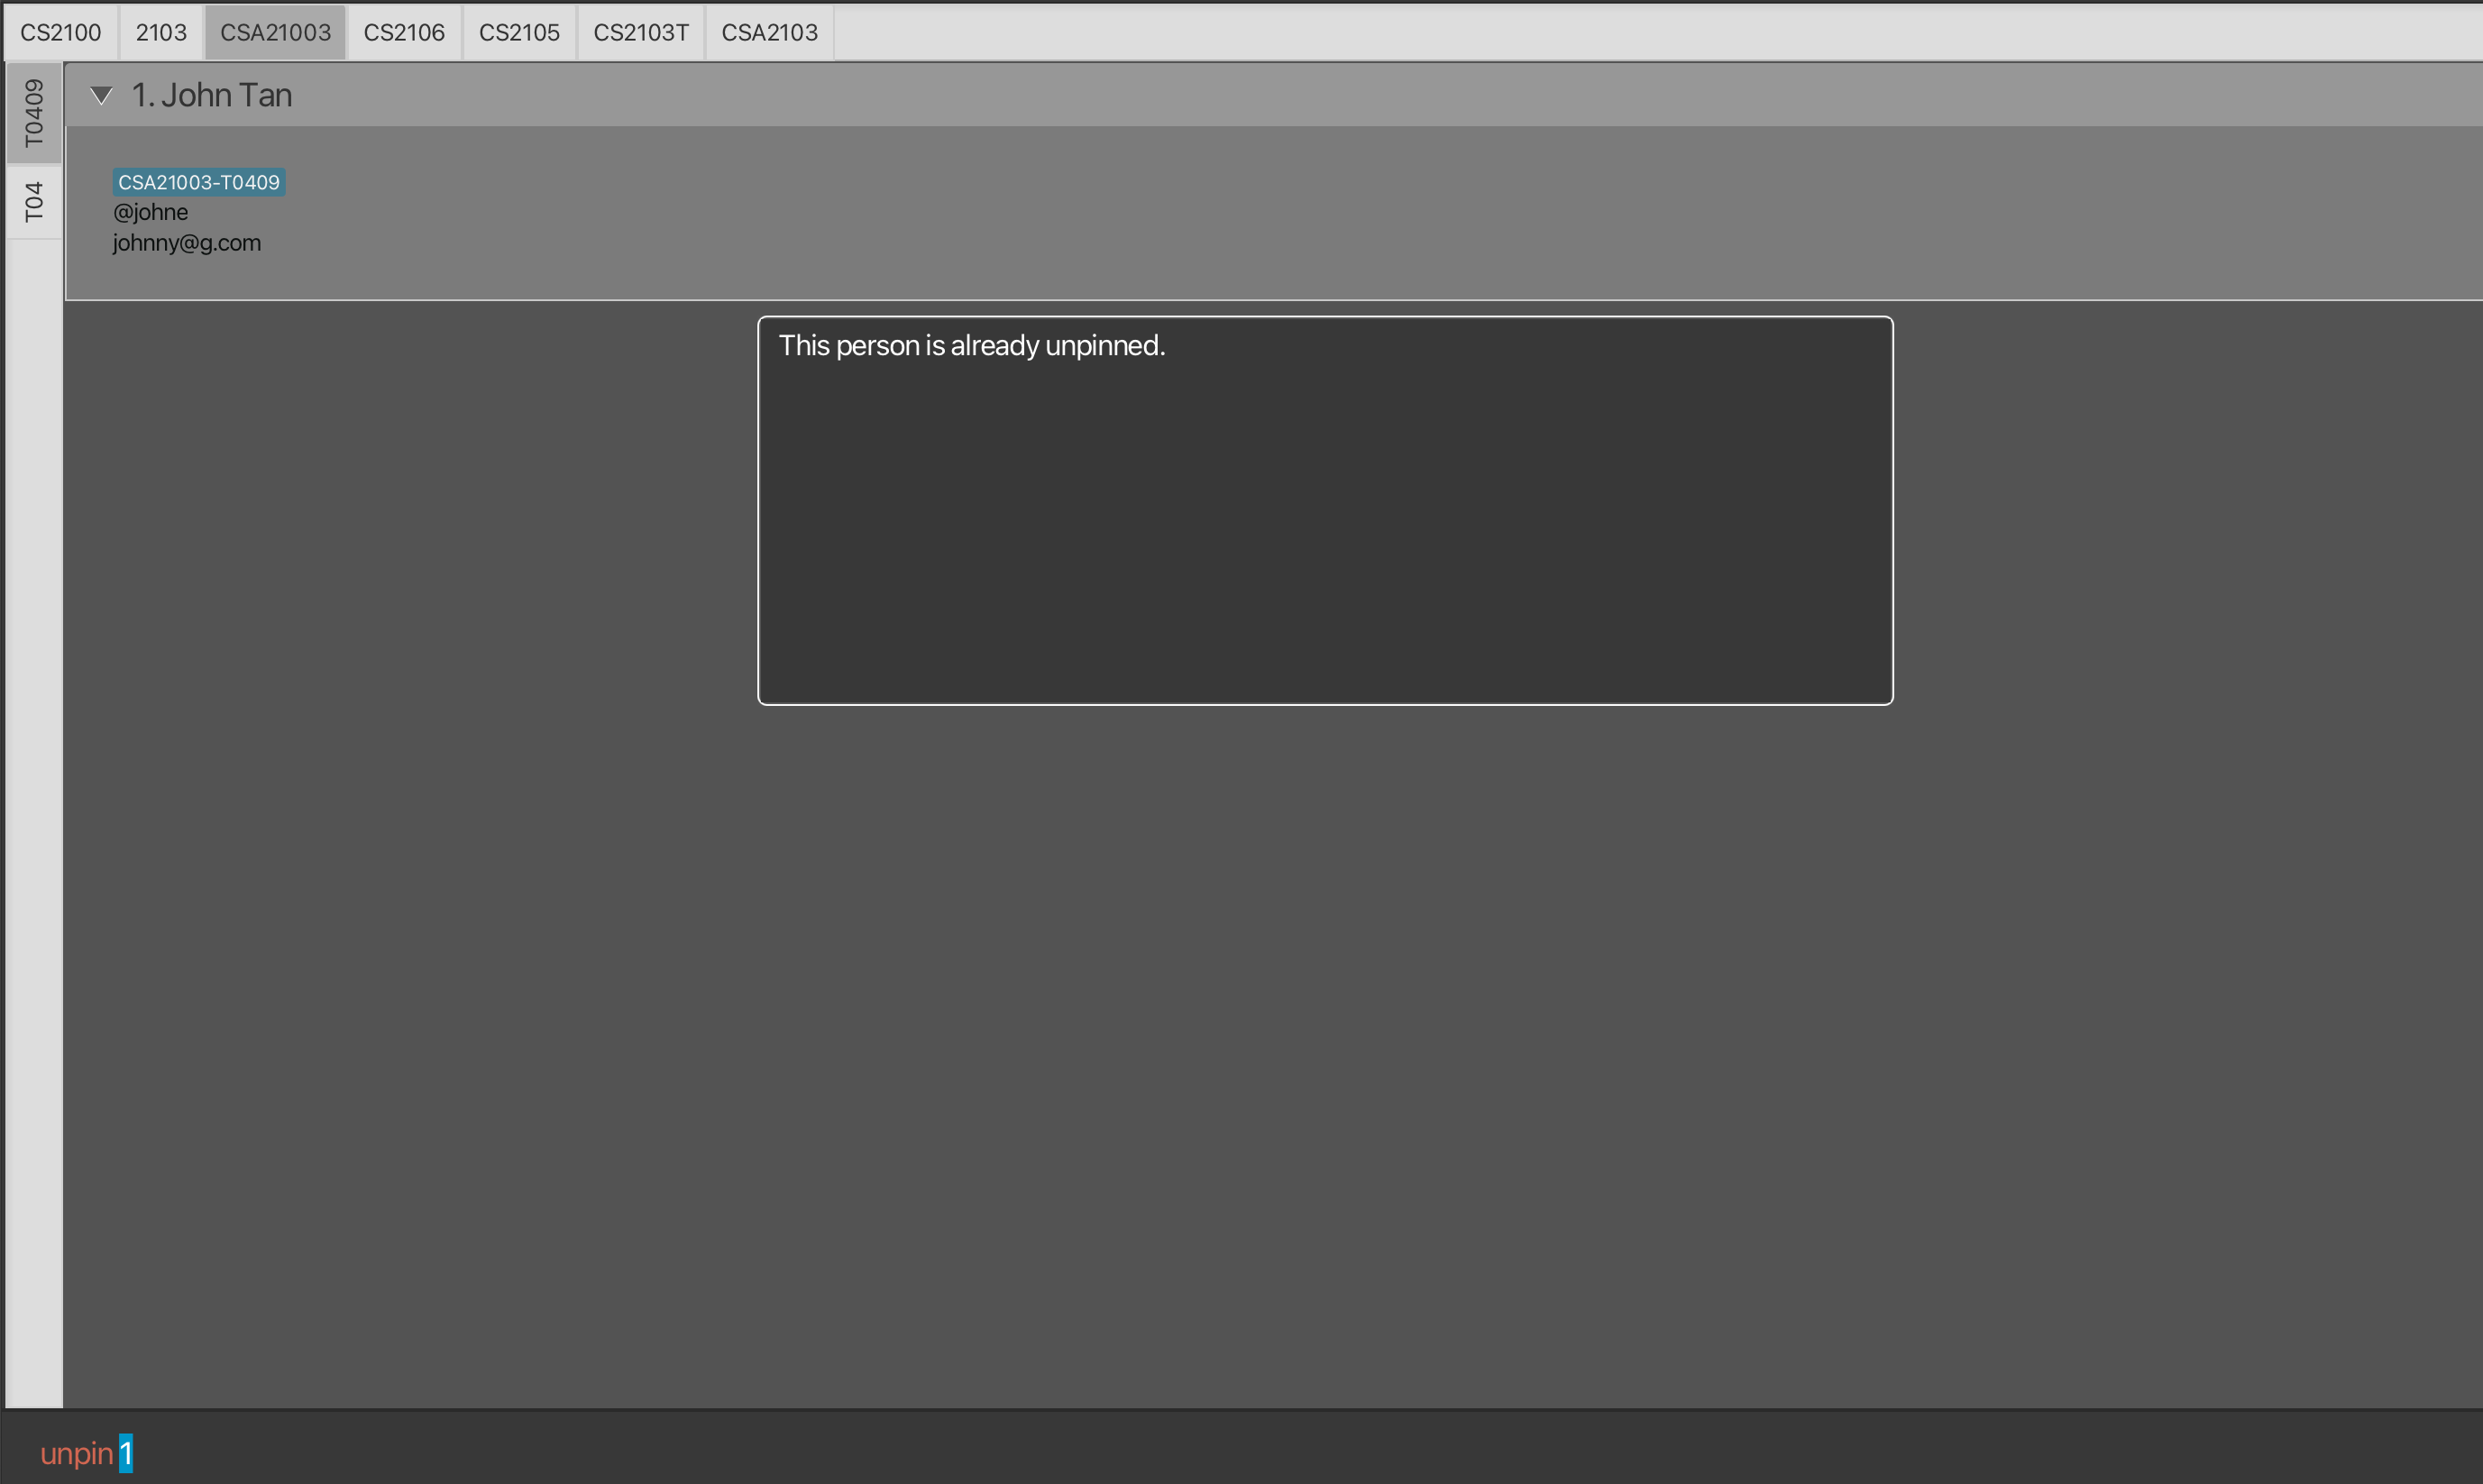 CS2100 2103 CSA21003 CS2106 CS2105 CS2103T CSA2103
T0409
T04
1. John Tan
CSA21003-T0409
@johne
johnny@g.com
This person is already unpinned.
unpin 1